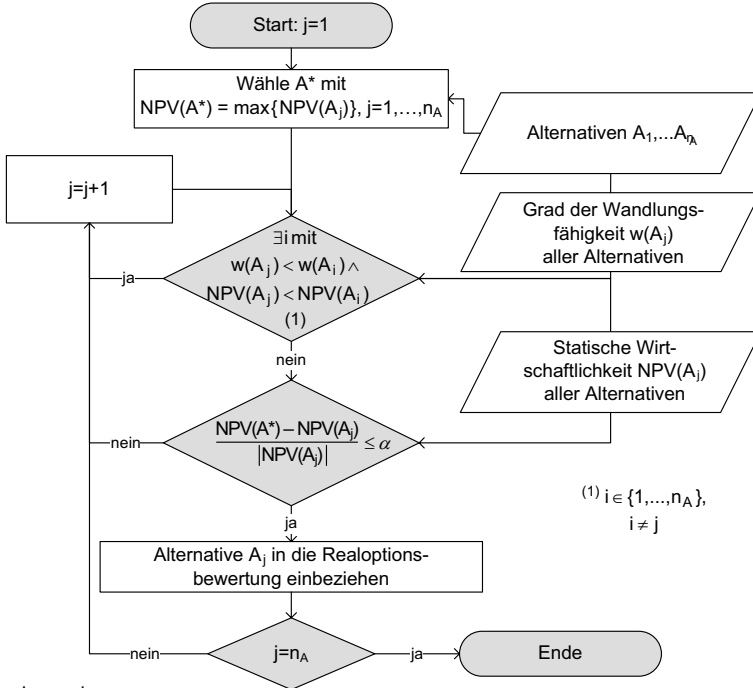 Start: j=1
Wähle A* mit
NPV(A*) = max{NPV(Aj)}, j=1,…,nA
Alternativen A1,...AnA
j=j+1
Grad der Wandlungs-
fähigkeit w(Aj)
aller Alternativen
∃i mit
w(Aj) < w(Ai) ∧
NPV(Aj) < NPV(Ai)
(1)
ja
nein
Statische Wirt-
schaftlichkeit NPV(Aj)
aller Alternativen
NPV(A*) − NPV(Aj)
|NPV(Aj)| ≤ α
nein
ja
(1) i ∈ {1,...,nA},
i ≠ j
Alternative Aj in die Realoptions-
bewertung einbeziehen
nein
j=nA
ja
Ende